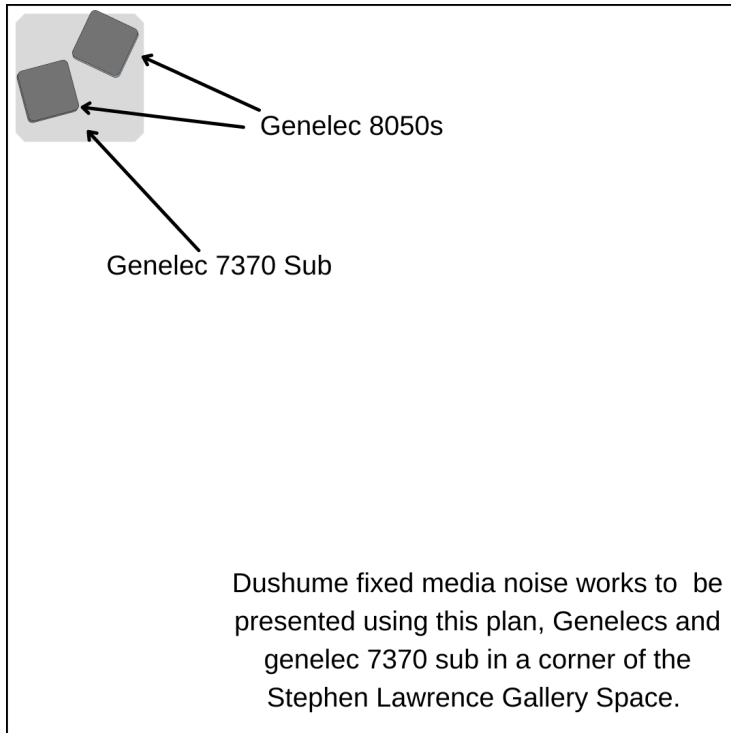 Genelec 8050s
Genelec 7370 Sub
Dushume fixed media noise works to  be
presented using this plan, Genelecs and
genelec 7370 sub in a corner of the
Stephen Lawrence Gallery Space.